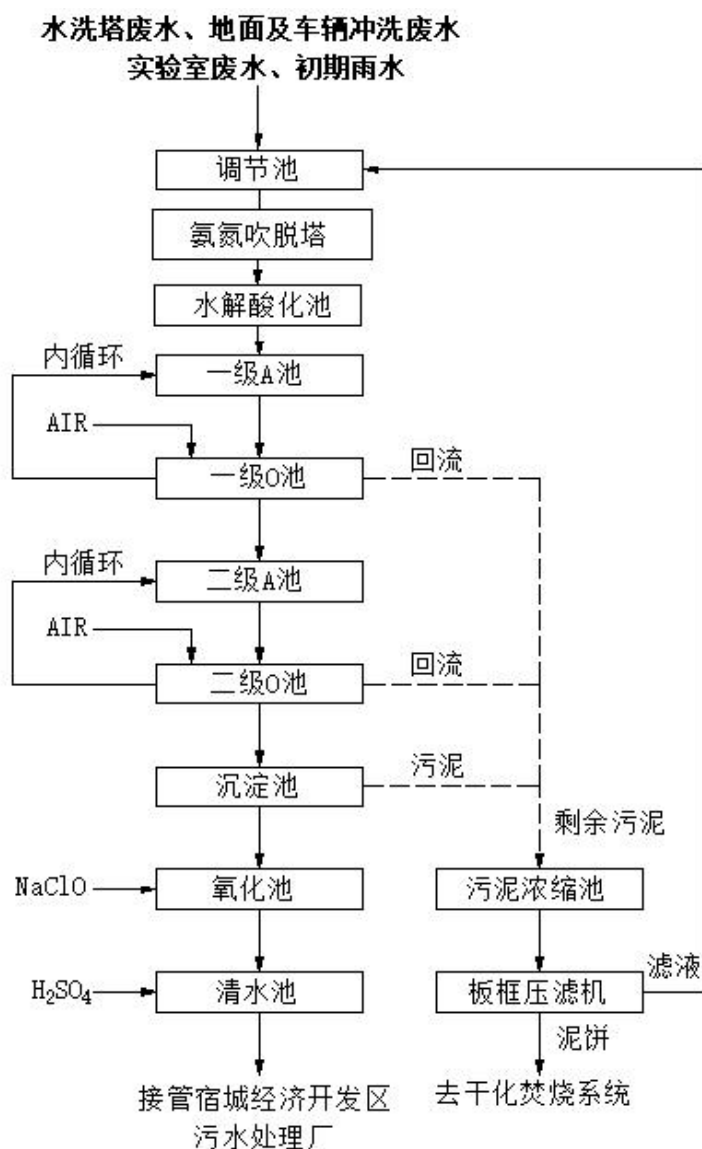 水洗塔废水、地面及车辆冲洗废水
实验室废水、初期雨水
调节池
氨氮吹脱塔
水解酸化池
内循环
一级A池
AIR
一级O池
回流
内循环
二级A池
AIR
二级O池
回流
沉淀池
污泥
剩余污泥
NaClO
氧化池
污泥浓缩池
H₂SO₄
清水池
板框压滤机
滤液
泥饼
接管宿城经济开发区
污水处理厂
去干化焚烧系统